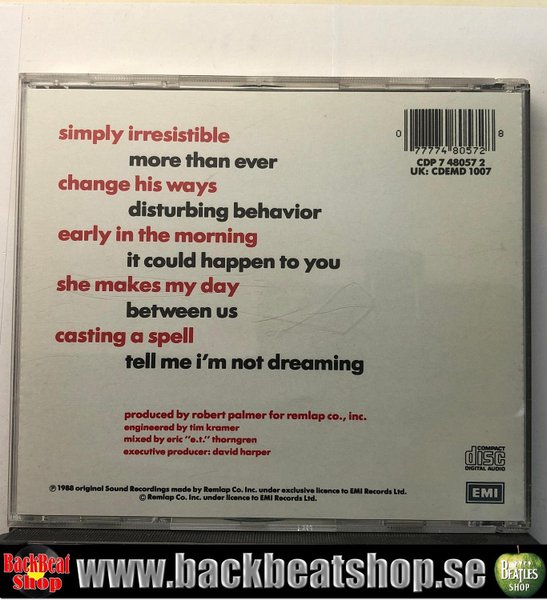 simply irresistible
more than ever
change his ways
disturbing behavior
early in the morning
it could happen to you
she makes my day
between us
casting a spell
tell me i'm not dreaming
0 77774 80572 8
CDP 7 48057 2
UK: CDEMD 1007
produced by robert palmer for remlap co., inc.
engineered by tim kramer
mixed by eric "e.t." thorngren
executive producer: david harper
COMPACT
disc
DIGITAL AUDIO
℗ 1988 original Sound Recordings made by Remlap Co. Inc. under exclusive licence to EMI Records Ltd.
© Remlap Co. Inc. under exclusive licence to EMI Records Ltd.
EMI
BackBeat
Shop
www.backbeatshop.se
BEATLES
SHOP